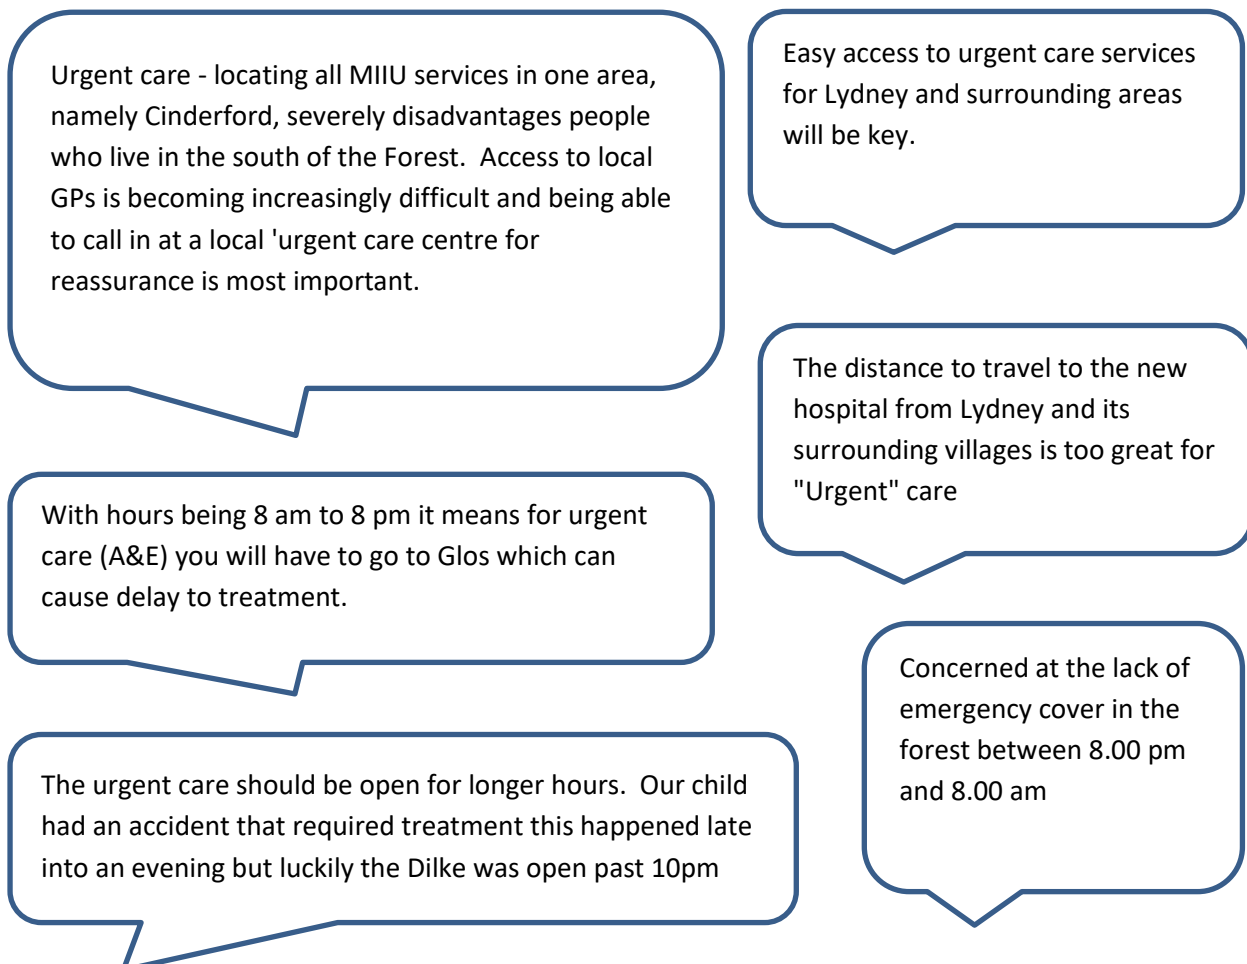 Urgent care - locating all MIIU services in one area,
namely Cinderford, severely disadvantages people
who live in the south of the Forest.  Access to local
GPs is becoming increasingly difficult and being able
to call in at a local 'urgent care centre for
reassurance is most important.
Easy access to urgent care services
for Lydney and surrounding areas
will be key.
The distance to travel to the new
hospital from Lydney and its
surrounding villages is too great for
"Urgent" care
With hours being 8 am to 8 pm it means for urgent
care (A&E) you will have to go to Glos which can
cause delay to treatment.
Concerned at the lack of
emergency cover in the
forest between 8.00 pm
and 8.00 am
The urgent care should be open for longer hours.  Our child
had an accident that required treatment this happened late
into an evening but luckily the Dilke was open past 10pm